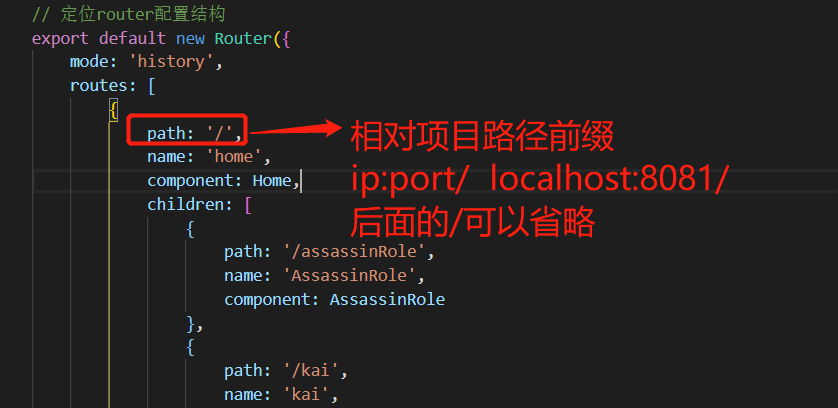 // 定位router配置结构
export default new Router({
mode: 'history',
routes: [
{
path: '/',
相对项目路径前缀
name: 'home',
component: Home,
ip:port/ localhost:8081/
children: [
后面的/可以省略
{
path: '/assassinRole',
name: 'AssassinRole',
component: AssassinRole
},
{
path: '/kai',
name: 'kai',